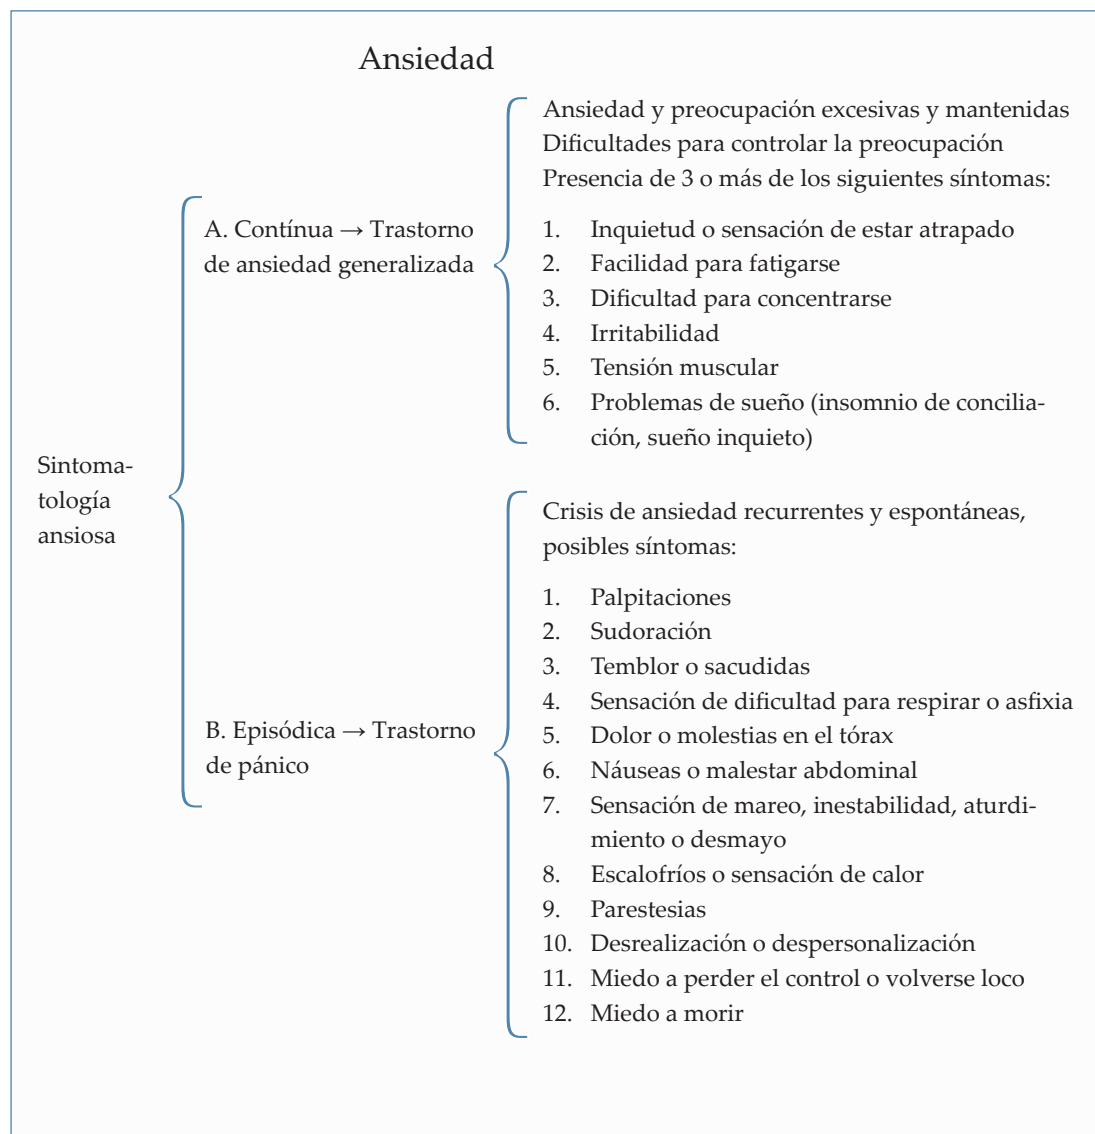 Ansiedad
Sintoma-
tología
ansiosa
A. Contínua → Trastorno
de ansiedad generalizada
Ansiedad y preocupación excesivas y mantenidas
Dificultades para controlar la preocupación
Presencia de 3 o más de los siguientes síntomas:
1. Inquietud o sensación de estar atrapado
2. Facilidad para fatigarse
3. Dificultad para concentrarse
4. Irritabilidad
5. Tensión muscular
6. Problemas de sueño (insomnio de concilia-
ción, sueño inquieto)
B. Episódica → Trastorno
de pánico
Crisis de ansiedad recurrentes y espontáneas,
posibles síntomas:
1. Palpitaciones
2. Sudoración
3. Temblor o sacudidas
4. Sensación de dificultad para respirar o asfixia
5. Dolor o molestias en el tórax
6. Náuseas o malestar abdominal
7. Sensación de mareo, inestabilidad, aturdi-
miento o desmayo
8. Escalofríos o sensación de calor
9. Parestesias
10. Desrealización o despersonalización
11. Miedo a perder el control o volverse loco
12. Miedo a morir